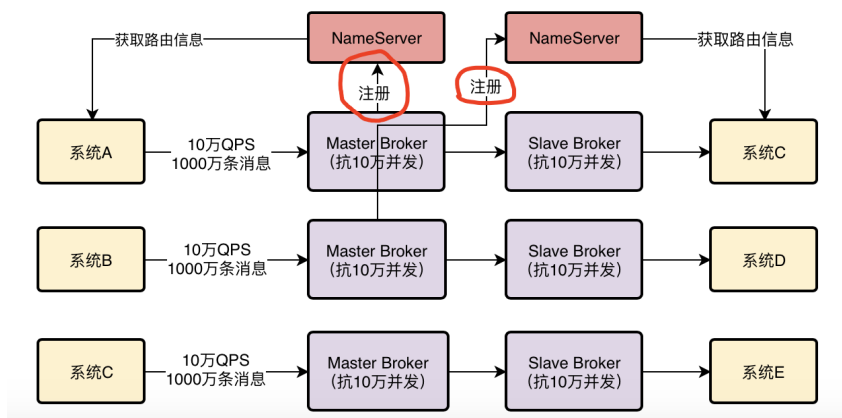 NameServer
NameServer
获取路由信息
获取路由信息
注册
注册
系统A
10万QPS
1000万条消息
Master Broker
(抗10万并发)
Slave Broker
(抗10万并发)
系统C
系统B
10万QPS
1000万条消息
Master Broker
(抗10万并发)
Slave Broker
(抗10万并发)
系统D
系统C
10万QPS
1000万条消息
Master Broker
(抗10万并发)
Slave Broker
(抗10万并发)
系统E